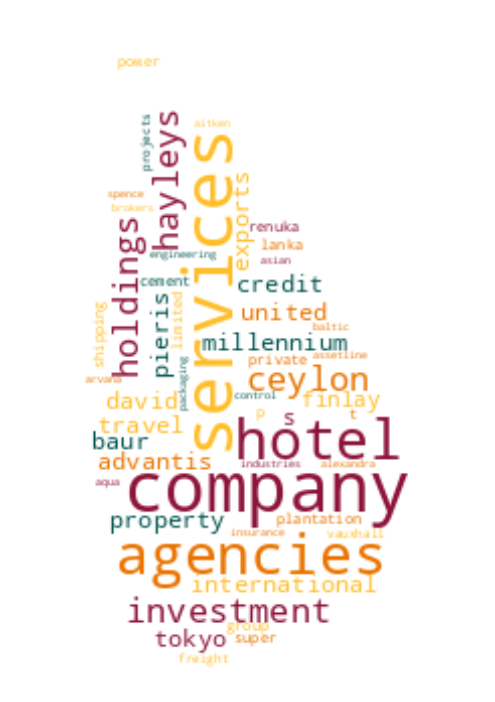 power
aitken
projects
hayleys
services
exports
spence
brokers
holdings
renuka
lanka
engineering
asian
cement
credit
pieris
limited
shipping
united
baltic
millennium
private
assetline
packaging
arvana
ceylon
control
david
finlay
p
s
t
travel
baur
hotel
advantis
industries
alexandra
aqua
company
property
plantation
insurance
vauxhall
agencies
international
investment
group
tokyo
super
freight